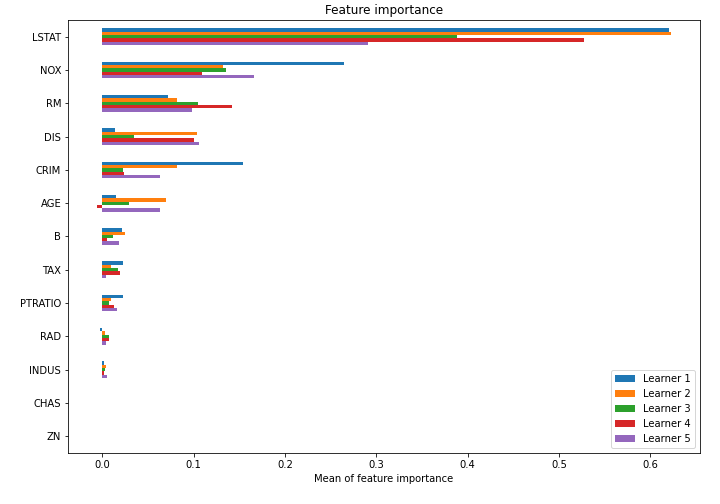 Feature importance
LSTAT
NOX
RM
DIS
CRIM
AGE
B
TAX
PTRATIO
RAD
INDUS
CHAS
ZN
Learner 1
Learner 2
Learner 3
Learner 4
Learner 5
0.0 0.1 0.2 0.3 0.4 0.5 0.6
Mean of feature importance